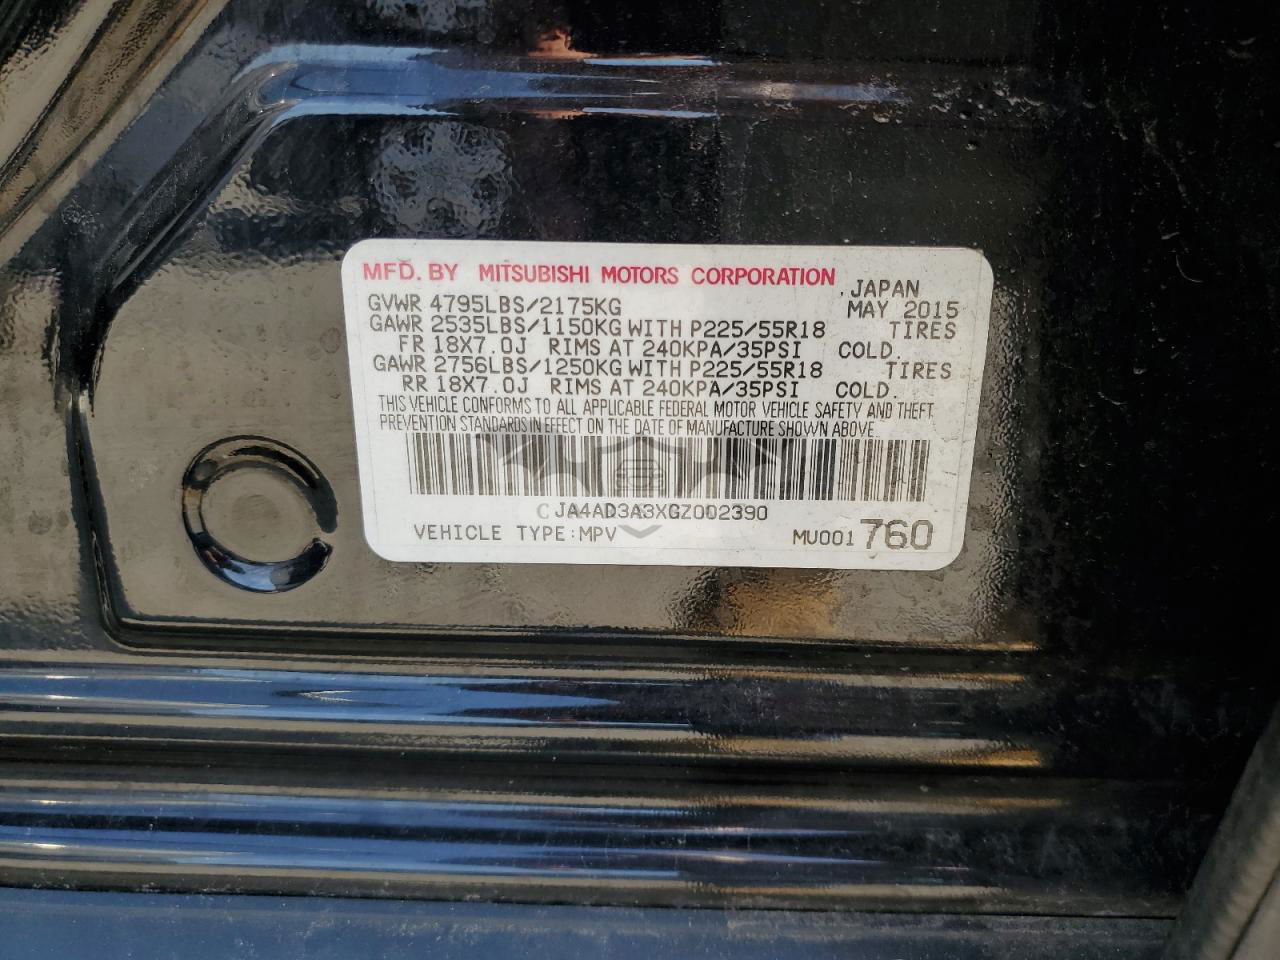 MFD. BY MITSUBISHI MOTORS CORPORATION, JAPAN
GVWR 4795LBS/2175KG MAY 2015
GAWR 2535LBS/1150KG WITH P225/55R18 TIRES
FR 18X7.0J RIMS AT 240KPA/35PSI COLD.
GAWR 2756LBS/1250KG WITH P225/55R18 TIRES
RR 18X7.0J RIMS AT 240KPA/35PSI COLD.
THIS VEHICLE CONFORMS TO ALL APPLICABLE FEDERAL MOTOR VEHICLE SAFETY AND THEFT
PREVENTION STANDARDS IN EFFECT ON THE DATE OF MANUFACTURE SHOWN ABOVE.
C JA4AD3A3XGZ002390
VEHICLE TYPE:MPV MU001760